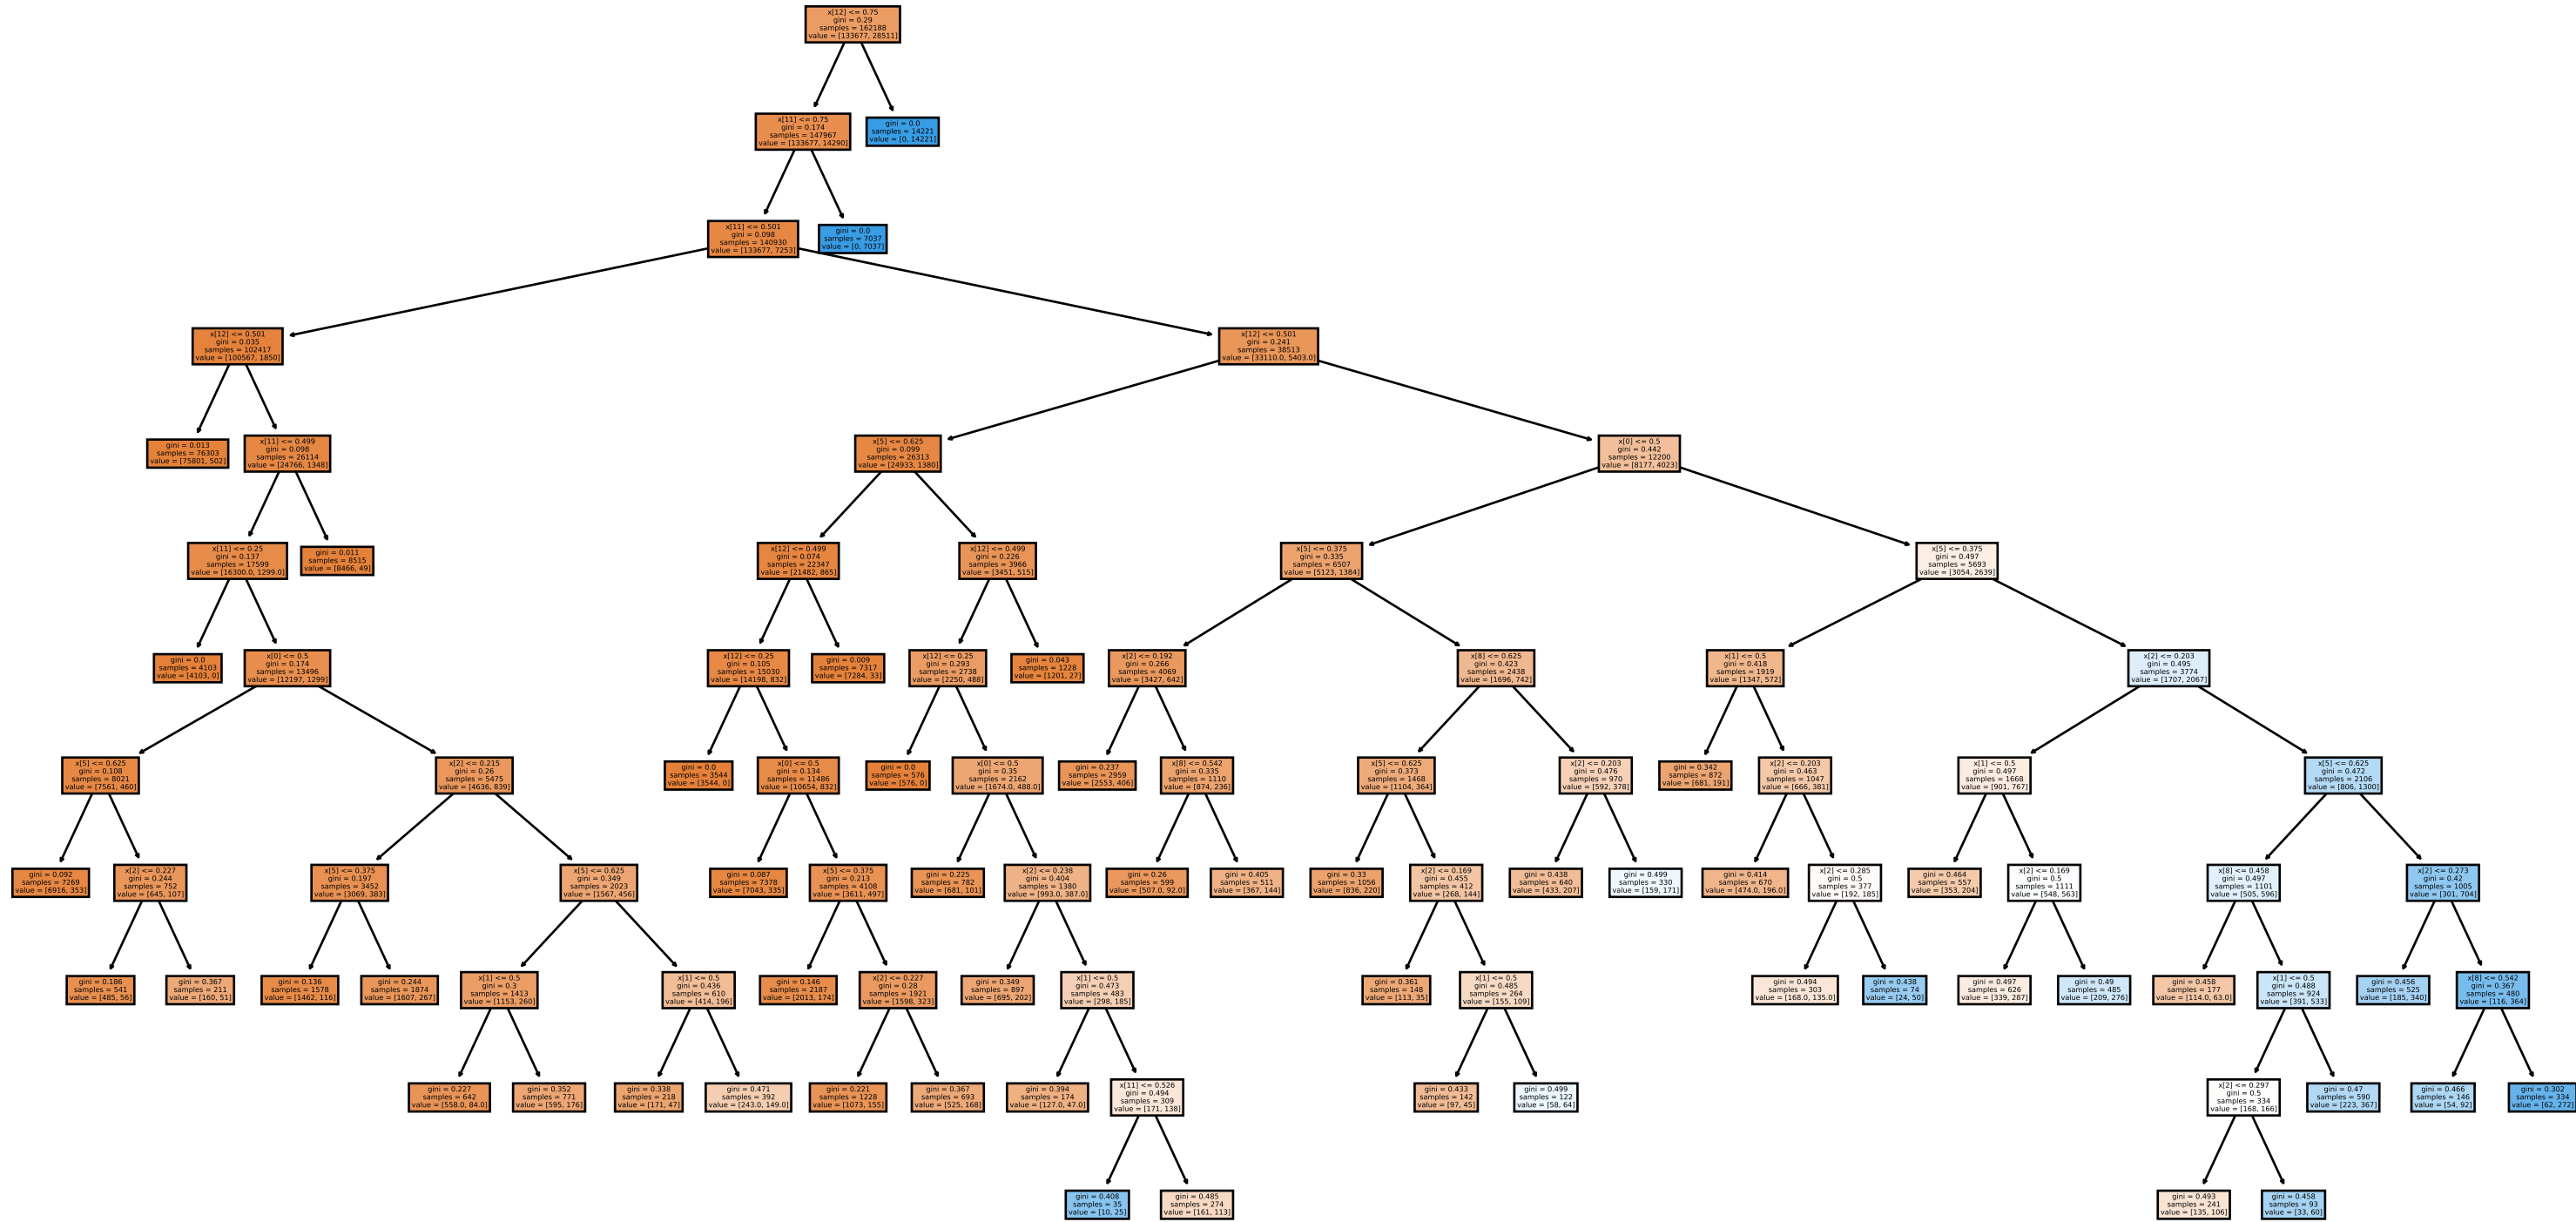 x[12] <= 0.75
gini = 0.29
samples = 162188
value = [133677, 28511]
x[11] <= 0.75
gini = 0.174
samples = 147967
value = [133677, 14290]
gini = 0.0
samples = 14221
value = [0, 14221]
x[11] <= 0.501
gini = 0.098
samples = 140930
value = [133677, 7253]
gini = 0.0
samples = 7037
value = [0, 7037]
x[12] <= 0.501
gini = 0.035
samples = 102417
value = [100567, 1850]
x[12] <= 0.501
gini = 0.241
samples = 38513
value = [33110.0, 5403.0]
gini = 0.013
samples = 76303
value = [75801, 502]
x[11] <= 0.499
gini = 0.098
samples = 26114
value = [24766, 1348]
x[5] <= 0.625
gini = 0.099
samples = 26313
value = [24933, 1380]
x[0] <= 0.5
gini = 0.442
samples = 12200
value = [8177, 4023]
x[11] <= 0.25
gini = 0.137
samples = 17599
value = [16300.0, 1299.0]
gini = 0.011
samples = 8515
value = [8466, 49]
x[12] <= 0.499
gini = 0.074
samples = 22347
value = [21482, 865]
x[12] <= 0.499
gini = 0.226
samples = 3966
value = [3451, 515]
x[5] <= 0.375
gini = 0.335
samples = 6507
value = [5123, 1384]
x[5] <= 0.375
gini = 0.497
samples = 5693
value = [3054, 2639]
gini = 0.0
samples = 4103
value = [4103, 0]
x[0] <= 0.5
gini = 0.174
samples = 13496
value = [12197, 1299]
x[12] <= 0.25
gini = 0.105
samples = 15030
value = [14198, 832]
gini = 0.009
samples = 7317
value = [7284, 33]
x[12] <= 0.25
gini = 0.293
samples = 2738
value = [2250, 488]
gini = 0.043
samples = 1228
value = [1201, 27]
x[2] <= 0.192
gini = 0.266
samples = 4069
value = [3427, 642]
x[8] <= 0.625
gini = 0.423
samples = 2438
value = [1696, 742]
x[1] <= 0.5
gini = 0.418
samples = 1919
value = [1347, 572]
x[2] <= 0.203
gini = 0.495
samples = 3774
value = [1707, 2067]
x[5] <= 0.625
gini = 0.108
samples = 8021
value = [7561, 460]
x[2] <= 0.215
gini = 0.26
samples = 5475
value = [4636, 839]
gini = 0.0
samples = 3544
value = [3544, 0]
x[0] <= 0.5
gini = 0.134
samples = 11486
value = [10654, 832]
gini = 0.0
samples = 576
value = [576, 0]
x[0] <= 0.5
gini = 0.35
samples = 2162
value = [1674.0, 488.0]
gini = 0.237
samples = 2959
value = [2553, 406]
x[8] <= 0.542
gini = 0.335
samples = 1110
value = [874, 236]
x[5] <= 0.625
gini = 0.373
samples = 1468
value = [1104, 364]
x[2] <= 0.203
gini = 0.476
samples = 970
value = [592, 378]
gini = 0.342
samples = 872
value = [681, 191]
x[2] <= 0.203
gini = 0.463
samples = 1047
value = [666, 381]
x[1] <= 0.5
gini = 0.497
samples = 1668
value = [901, 767]
x[5] <= 0.625
gini = 0.472
samples = 2106
value = [806, 1300]
gini = 0.092
samples = 7269
value = [6916, 353]
x[2] <= 0.227
gini = 0.244
samples = 752
value = [645, 107]
x[5] <= 0.375
gini = 0.197
samples = 3452
value = [3069, 383]
x[5] <= 0.625
gini = 0.349
samples = 2023
value = [1567, 456]
gini = 0.087
samples = 7378
value = [7043, 335]
x[5] <= 0.375
gini = 0.213
samples = 4108
value = [3611, 497]
gini = 0.225
samples = 782
value = [681, 101]
x[2] <= 0.238
gini = 0.404
samples = 1380
value = [993.0, 387.0]
gini = 0.26
samples = 599
value = [507.0, 92.0]
gini = 0.405
samples = 511
value = [367, 144]
gini = 0.33
samples = 1056
value = [836, 220]
x[2] <= 0.169
gini = 0.455
samples = 412
value = [268, 144]
gini = 0.438
samples = 640
value = [433, 207]
gini = 0.499
samples = 330
value = [159, 171]
gini = 0.414
samples = 670
value = [474.0, 196.0]
x[2] <= 0.285
gini = 0.5
samples = 377
value = [192, 185]
gini = 0.464
samples = 557
value = [353, 204]
x[2] <= 0.169
gini = 0.5
samples = 1111
value = [548, 563]
x[8] <= 0.458
gini = 0.497
samples = 1101
value = [505, 596]
x[2] <= 0.273
gini = 0.42
samples = 1005
value = [301, 704]
gini = 0.186
samples = 541
value = [485, 56]
gini = 0.367
samples = 211
value = [160, 51]
gini = 0.136
samples = 1578
value = [1462, 116]
gini = 0.244
samples = 1874
value = [1607, 267]
x[1] <= 0.5
gini = 0.3
samples = 1413
value = [1153, 260]
x[1] <= 0.5
gini = 0.436
samples = 610
value = [414, 196]
gini = 0.146
samples = 2187
value = [2013, 174]
x[2] <= 0.227
gini = 0.28
samples = 1921
value = [1598, 323]
gini = 0.349
samples = 897
value = [695, 202]
x[1] <= 0.5
gini = 0.473
samples = 483
value = [298, 185]
gini = 0.361
samples = 148
value = [113, 35]
x[1] <= 0.5
gini = 0.485
samples = 264
value = [155, 109]
gini = 0.494
samples = 303
value = [168.0, 135.0]
gini = 0.438
samples = 74
value = [24, 50]
gini = 0.497
samples = 626
value = [339, 287]
gini = 0.49
samples = 485
value = [209, 276]
gini = 0.458
samples = 177
value = [114.0, 63.0]
x[1] <= 0.5
gini = 0.488
samples = 924
value = [391, 533]
gini = 0.456
samples = 525
value = [185, 340]
x[8] <= 0.542
gini = 0.367
samples = 480
value = [116, 364]
gini = 0.227
samples = 642
value = [558.0, 84.0]
gini = 0.352
samples = 771
value = [595, 176]
gini = 0.338
samples = 218
value = [171, 47]
gini = 0.471
samples = 392
value = [243.0, 149.0]
gini = 0.221
samples = 1228
value = [1073, 155]
gini = 0.367
samples = 693
value = [525, 168]
gini = 0.394
samples = 174
value = [127.0, 47.0]
x[11] <= 0.526
gini = 0.494
samples = 309
value = [171, 138]
gini = 0.433
samples = 142
value = [97, 45]
gini = 0.499
samples = 122
value = [58, 64]
x[2] <= 0.297
gini = 0.5
samples = 334
value = [168, 166]
gini = 0.47
samples = 590
value = [223, 367]
gini = 0.466
samples = 146
value = [54, 92]
gini = 0.302
samples = 334
value = [62, 272]
gini = 0.408
samples = 35
value = [10, 25]
gini = 0.485
samples = 274
value = [161, 113]
gini = 0.493
samples = 241
value = [135, 106]
gini = 0.458
samples = 93
value = [33, 60]